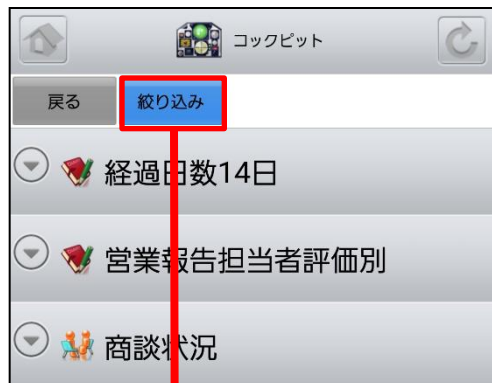 コックピット
戻る 絞り込み
経過日数14日
営業報告担当者評価別
商談状況